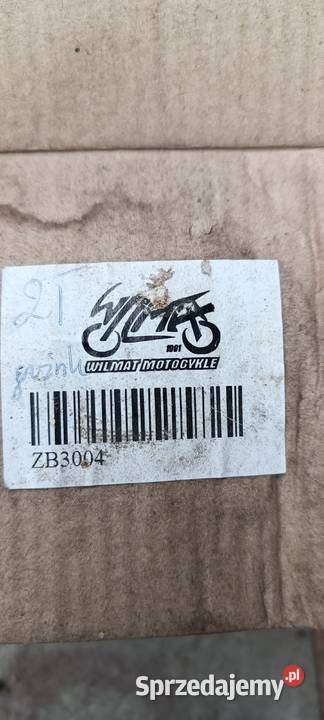 2T
WILMAT
1991
WILMAT MOTOCYKLE
ZB3004
Sprzedajemy.pl